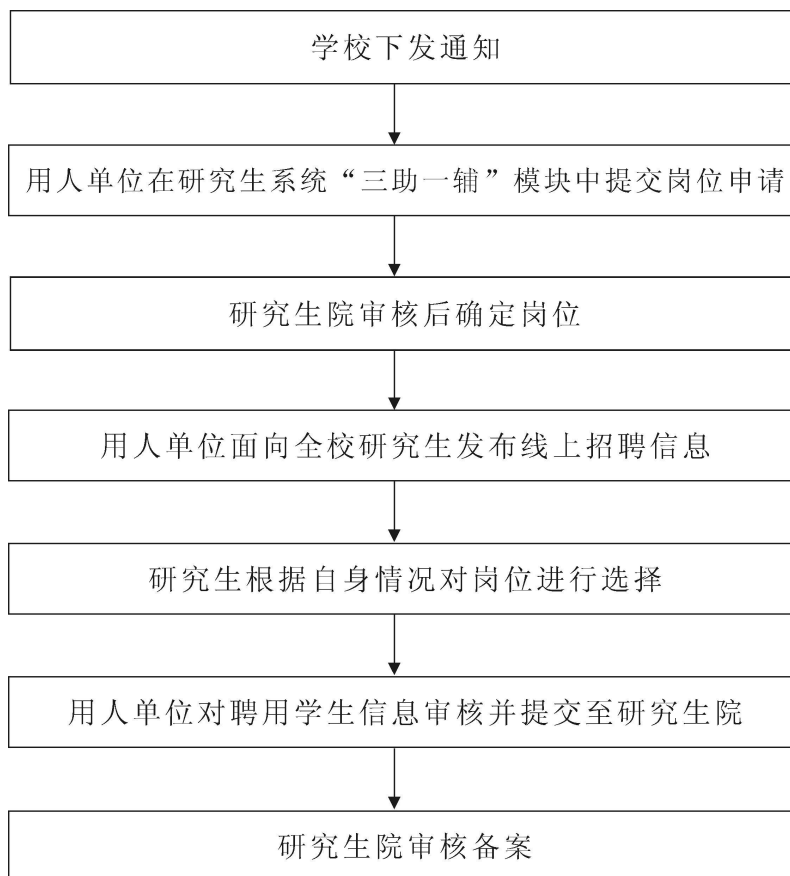 学校下发通知
用人单位在研究生系统“三助一辅”模块中提交岗位申请
研究生院审核后确定岗位
用人单位面向全校研究生发布线上招聘信息
研究生根据自身情况对岗位进行选择
用人单位对聘用学生信息审核并提交至研究生院
研究生院审核备案